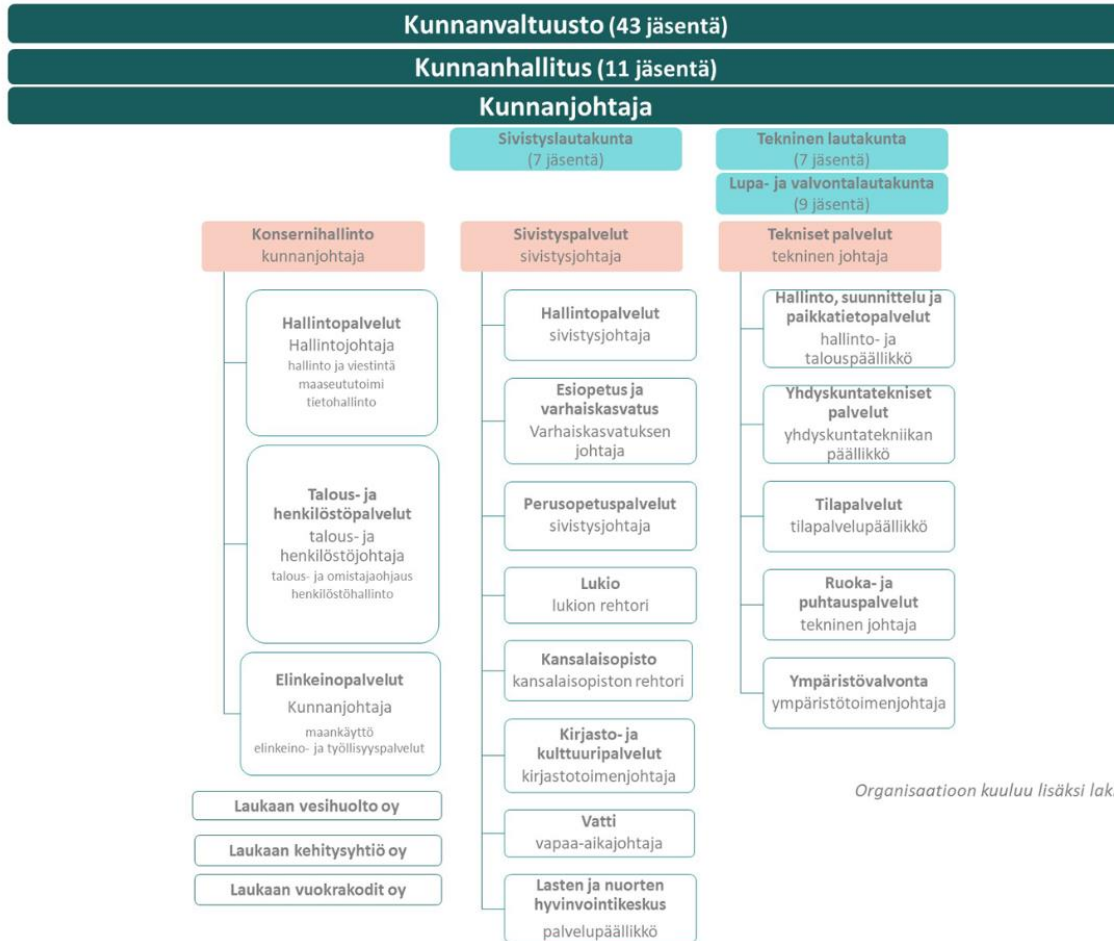 Kunnanvaltuusto (43 jäsentä)
Kunnanhallitus (11 jäsentä)
Kunnanjohtaja
Sivistyslautakunta
(7 jäsentä)
Tekninen lautakunta
(7 jäsentä)
Lupa- ja valvontalautakunta
(9 jäsentä)
Konsernihallinto
kunnanjohtaja
Hallintopalvelut
Hallintojohtaja
hallinto ja viestintä
maaseututoimi
tietohallinto
Talous- ja
henkilöstöpalvelut
talous- ja
henkilöstöjohtaja
talous- ja omistajaohjaus
henkilöstöhallinto
Elinkeinopalvelut
Kunnanjohtaja
maankäyttö
elinkeino- ja työllisyyspalvelut
Laukaan vesihuolto oy
Laukaan kehitysyhtiö oy
Laukaan vuokrakodit oy
Sivistyspalvelut
sivistysjohtaja
Hallintopalvelut
sivistysjohtaja
Esiopetus ja
varhaiskasvatus
Varhaiskasvatuksen
johtaja
Perusopetuspalvelut
sivistysjohtaja
Lukio
lukion rehtori
Kansalaisopisto
kansalaisopiston rehtori
Kirjasto- ja
kulttuuripalvelut
kirjastotoimenjohtaja
Vatti
vapaa-aikajohtaja
Lasten ja nuorten
hyvinvointikeskus
palvelupäällikkö
Tekniset palvelut
tekninen johtaja
Hallinto, suunnittelu ja
paikkatietopalvelut
hallinto- ja
talouspäällikkö
Yhdyskuntatekniset
palvelut
yhdyskuntatekniikan
päällikkö
Tilapalvelut
tilapalvelupäällikkö
Ruoka- ja
puhtauspalvelut
tekninen johtaja
Ympäristövalvonta
ympäristötoimenjohtaja
Organisaatioon kuuluu lisäksi